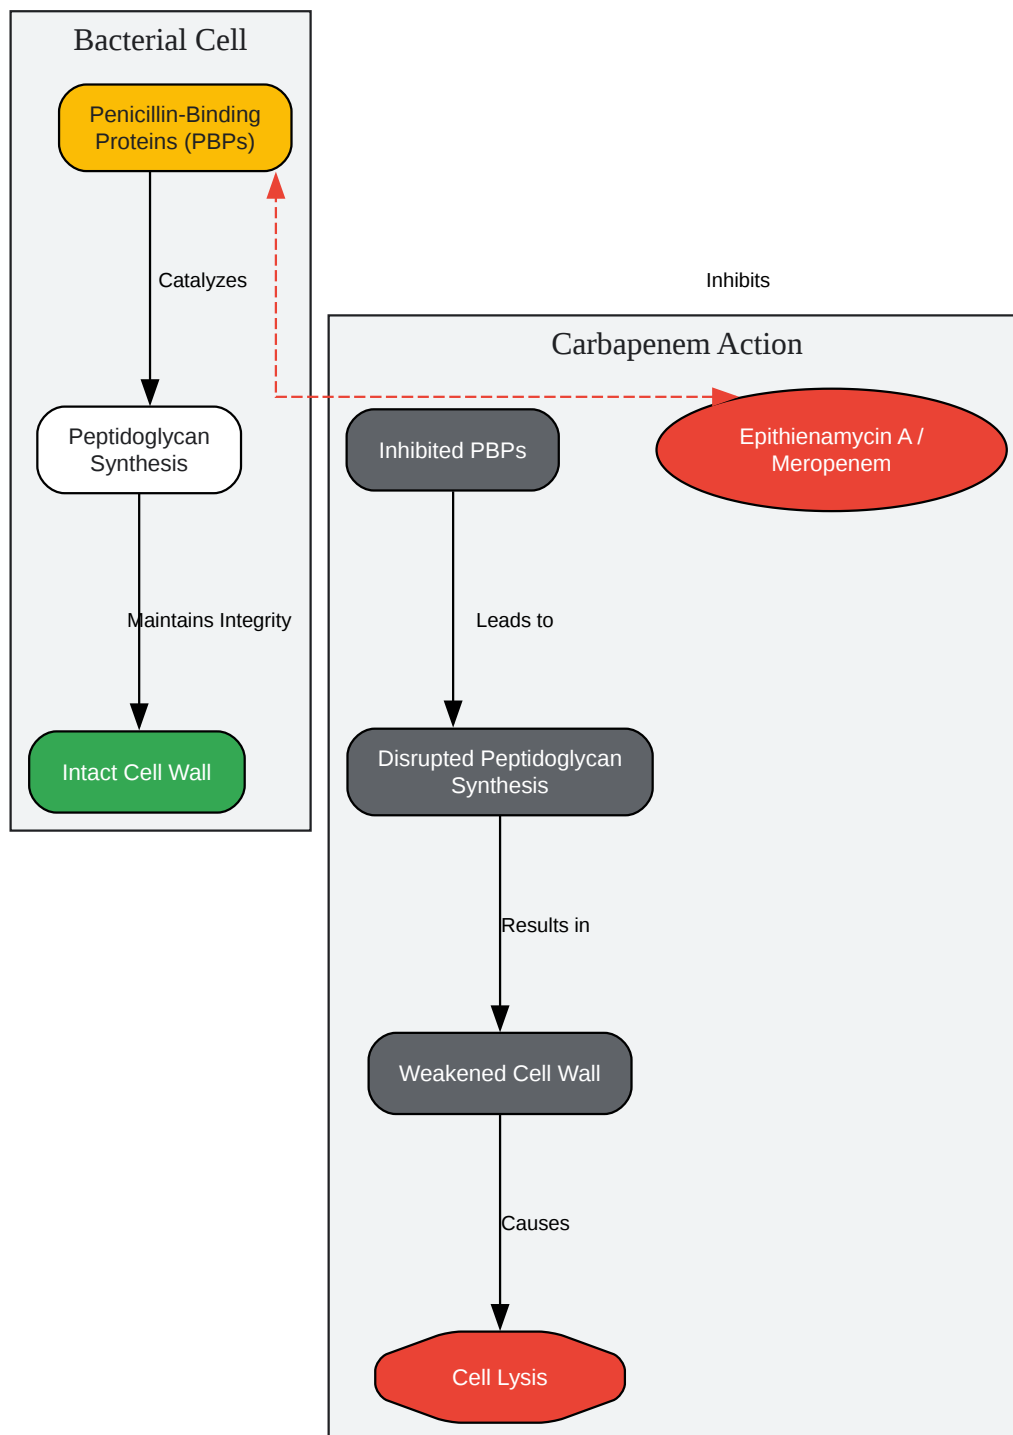 Bacterial Cell
Penicillin-Binding
Proteins (PBPs)
Catalyzes
Inhibits
Carbapenem Action
Peptidoglycan
Synthesis
Inhibited PBPs
Epithienamycin A /
Meropenem
Maintains Integrity
Leads to
Intact Cell Wall
Disrupted Peptidoglycan
Synthesis
Results in
Weakened Cell Wall
Causes
Cell Lysis